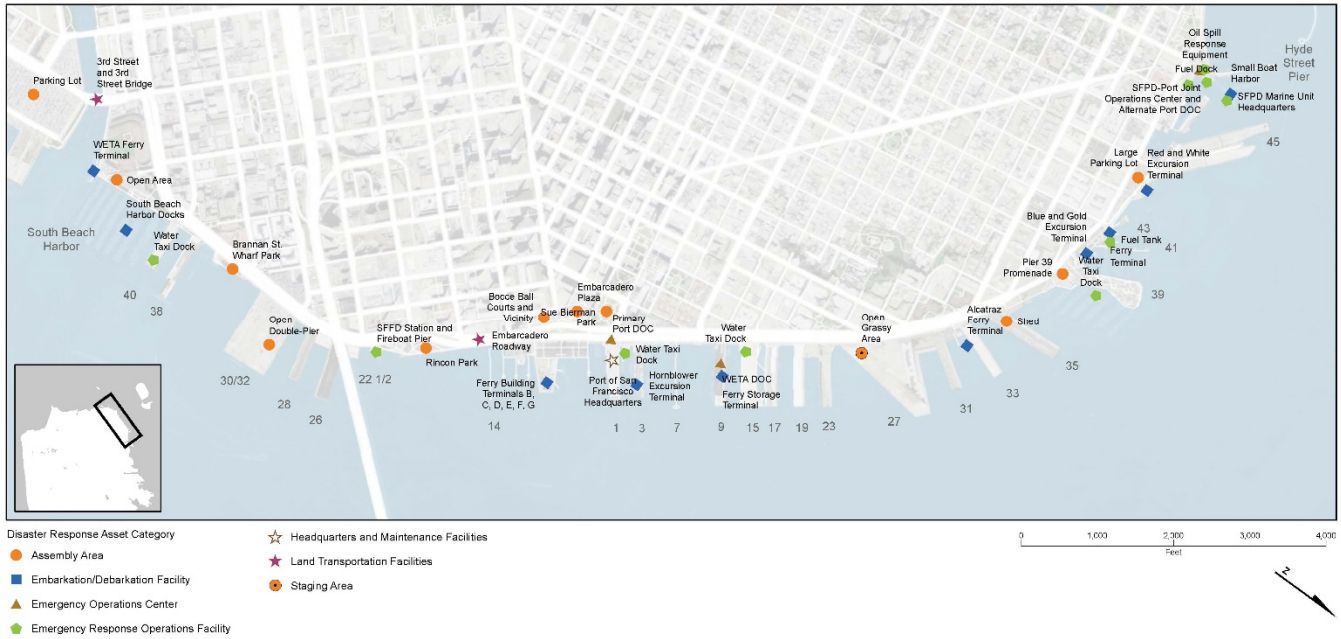 Parking Lot
3rd Street
and 3rd
Street Bridge
WETA Ferry
Terminal
Open Area
South Beach
Harbor Docks
South Beach
Harbor
Water
Taxi Dock
40
38
Brannan St.
Wharf Park
Open
Double-Pier
30/32
28
26
SFFD Station and
Fireboat Pier
22 1/2
Rincon Park
Embarcadero
Roadway
Bocce Ball
Courts and
Vicinity
Sue Bierman
Park
Embarcadero
Plaza
Primary
Port DOC
Ferry Building
Terminals B,
C, D, E, F, G
14
Port of San
Francisco
Headquarters
Water Taxi
Dock
Hornblower
Excursion
Terminal
1
3
7
Water
Taxi Dock
WETA DOC
Ferry Storage
Terminal
9
15
17
19
23
Open
Grassy
Area
27
Alcatraz
Ferry
Terminal
31
Shed
33
35
Pier 39
Promenade
Blue and Gold
Excursion
Terminal
Water
Taxi
Dock
39
Fuel Tank
Ferry
Terminal
43
41
Large
Parking Lot
Red and White
Excursion
Terminal
45
Oil Spill
Response
Equipment
Fuel Dock
SFPD-Port Joint
Operations Center and
Alternate Port DOC
Small Boat
Harbor
SFPD Marine Unit
Headquarters
Hyde
Street
Pier
Disaster Response Asset Category
Assembly Area
Embarkation/Debarkation Facility
Emergency Operations Center
Emergency Response Operations Facility
Headquarters and Maintenance Facilities
Land Transportation Facilities
Staging Area
0 1,000 2,000 3,000 4,000
Feet
N